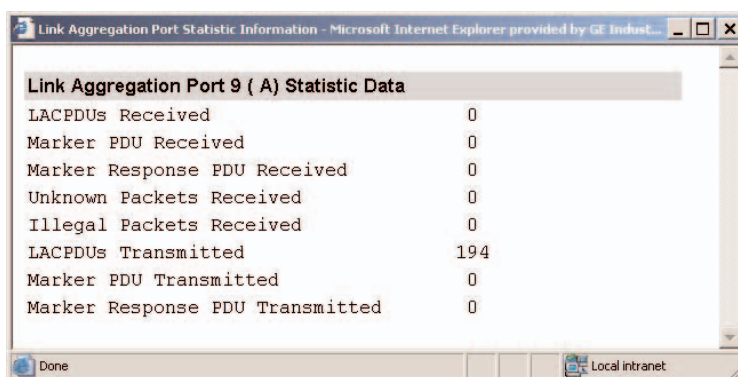 Link Aggregation Port Statistic Information - Microsoft Internet Explorer provided by GE Indust...
Link Aggregation Port 9 ( A) Statistic Data
LACPDUs Received 0
Marker PDU Received 0
Marker Response PDU Received 0
Unknown Packets Received 0
Illegal Packets Received 0
LACPDUs Transmitted 194
Marker PDU Transmitted 0
Marker Response PDU Transmitted 0
Done Local intranet